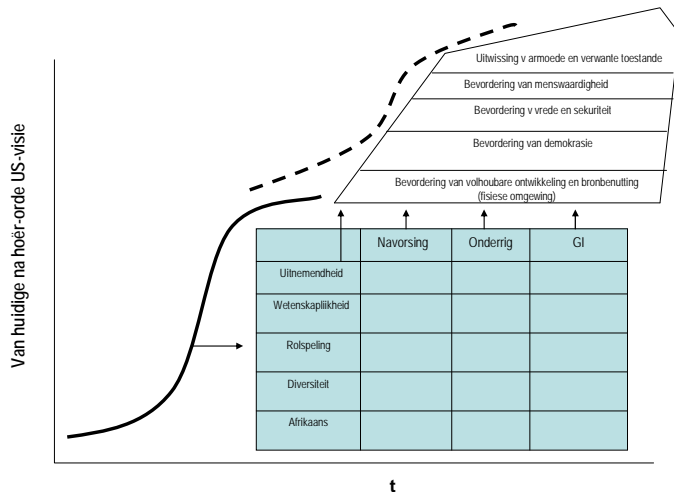 Uitwissing v armoede en verwante toestande
Bevordering van menswaardigheid
Bevordering v vrede en sekuriteit
Bevordering van demokrasie
Bevordering van volhoubare ontwikkeling en bronbenutting
(fisiese omgewing)
Van huidige na hoër-orde US-visie
Navorsing Onderrig GI
Uitnemendheid
Wetenskaplikheid
Rolspeling
Diversiteit
Afrikaans
t